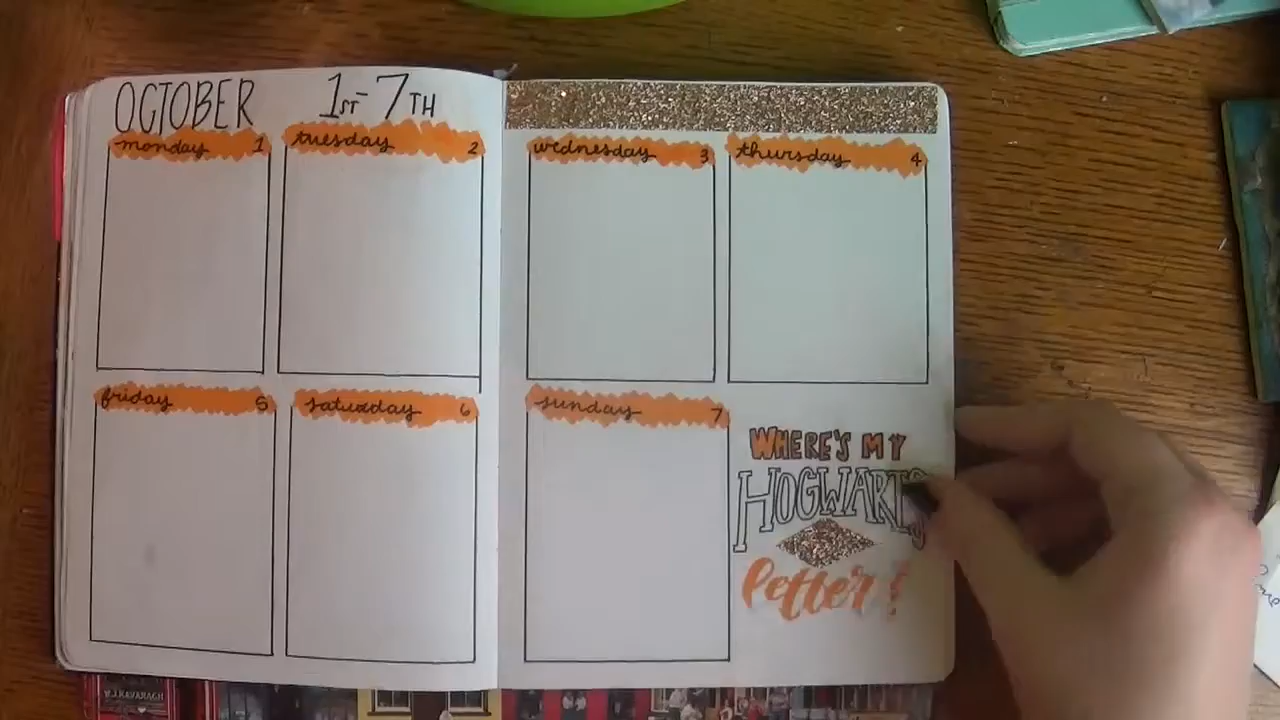 OCTOBER 1ST-7TH
monday 1
tuesday 2
wednesday 3
thursday 4
friday 5
saturday 6
sunday 7
WHERE'S MY
HOGWARTS
letter?
W.J.KAVANAGH